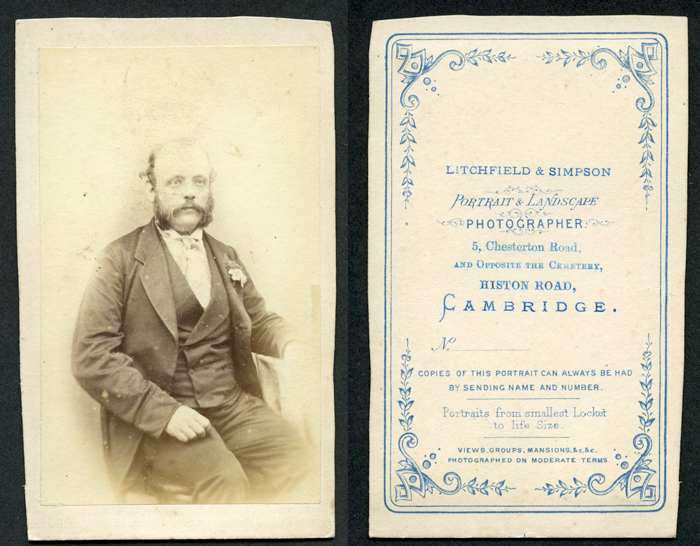 LITCHFIELD & SIMPSON
PORTRAIT & LANDSCAPE
PHOTOGRAPHER
5, Chesterton Road,
AND OPPOSITE THE CEMETERY,
HISTON ROAD,
CAMBRIDGE.
No
COPIES OF THIS PORTRAIT CAN ALWAYS BE HAD
BY SENDING NAME AND NUMBER.
Portraits from smallest Locket
to life Size.
VIEWS, GROUPS, MANSIONS, &c, &c.
PHOTOGRAPHED ON MODERATE TERMS.